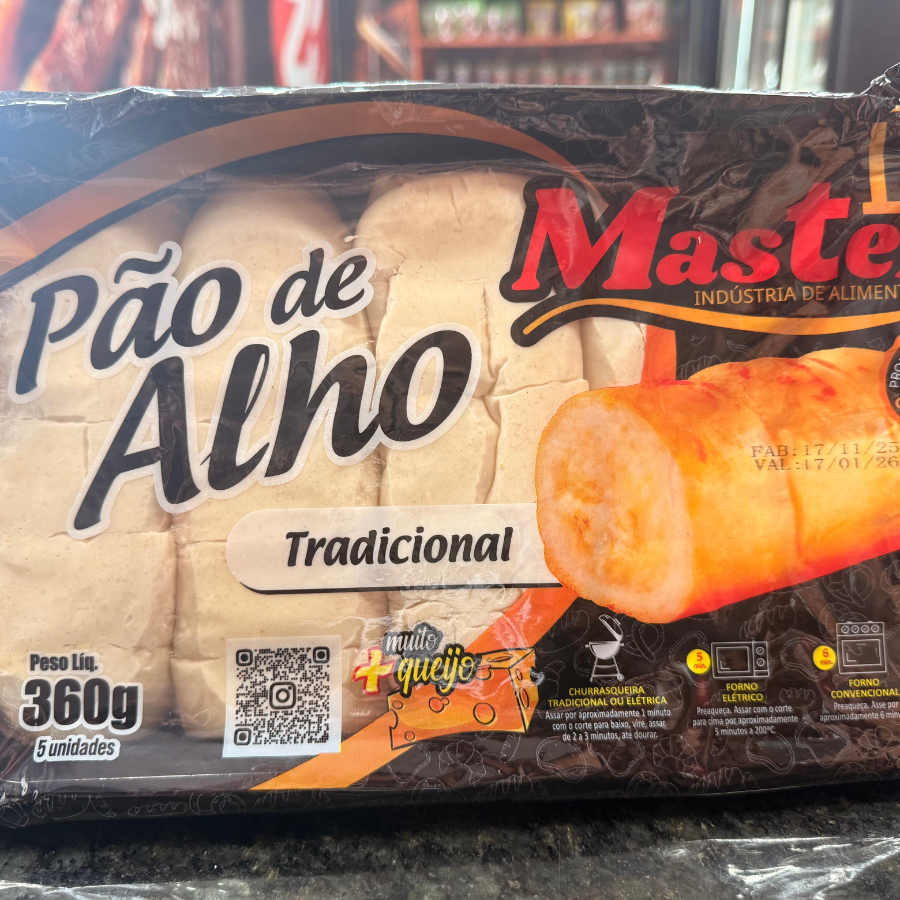 Pão de
Alho
Tradicional
Peso Líq.
360g
5 unidades
muito
+ queijo
INDÚSTRIA DE
FAB:17/11/25
VAL:17/01/26
CHURRASQUEIRA
TRADICIONAL OU ELÉTRICA
Assar por aproximadamente 1 minuto
com o corte para baixo, vire, assar
de 2 a 3 minutos, até dourar.
5
min.
FORNO
ELÉTRICO
Preaqueça. Assar com o corte
para cima por aproximadamente
5 minutos a 200°C.
6
min.
FORNO
CONVENCIONAL
Preaqueça. Asse por
aproximadamente 6